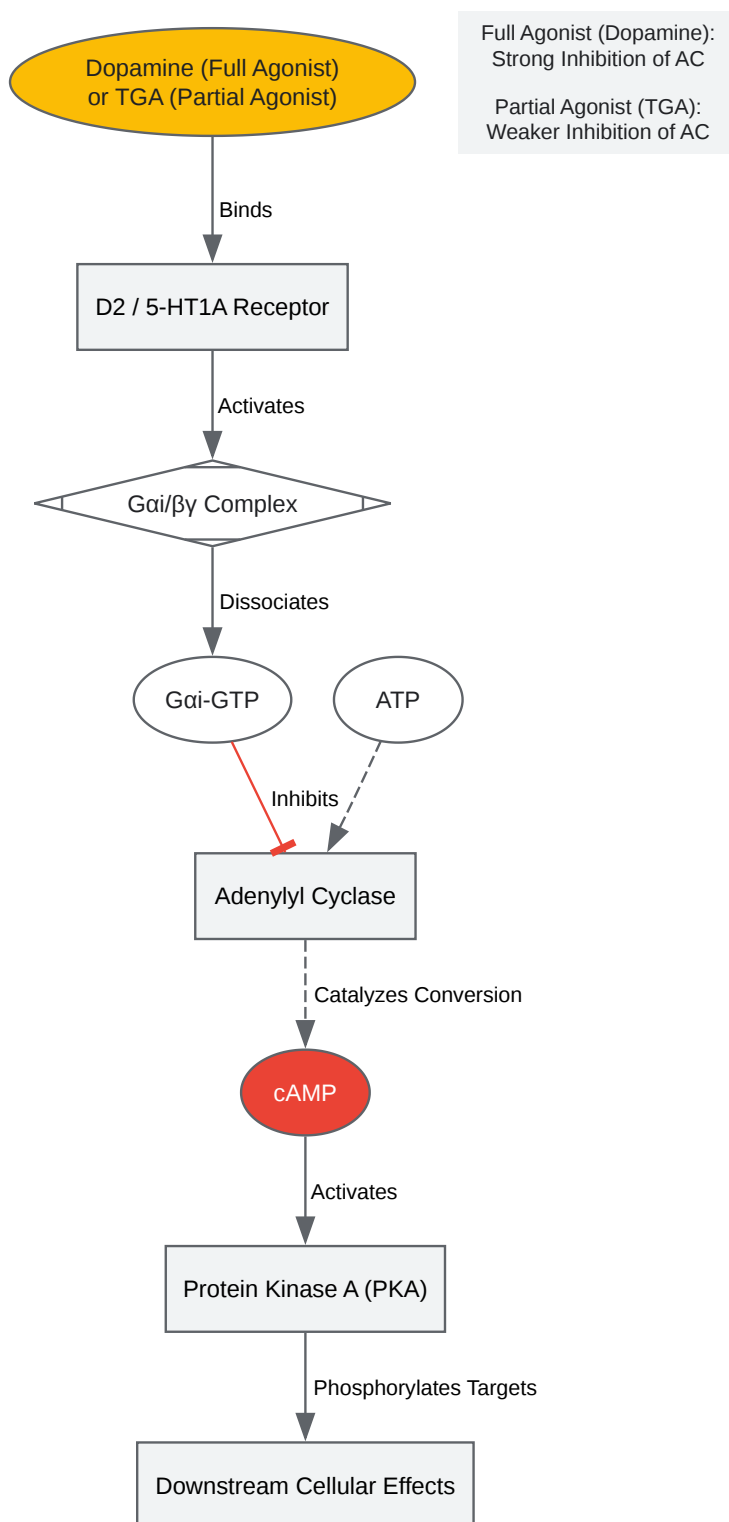 Dopamine (Full Agonist)
or TGA (Partial Agonist)
Full Agonist (Dopamine):
Strong Inhibition of AC
Partial Agonist (TGA):
Weaker Inhibition of AC
Binds
D2 / 5-HT1A Receptor
Activates
Gαi/βγ Complex
Dissociates
Gαi-GTP
ATP
Inhibits
Adenylyl Cyclase
Catalyzes Conversion
cAMP
Activates
Protein Kinase A (PKA)
Phosphorylates Targets
Downstream Cellular Effects